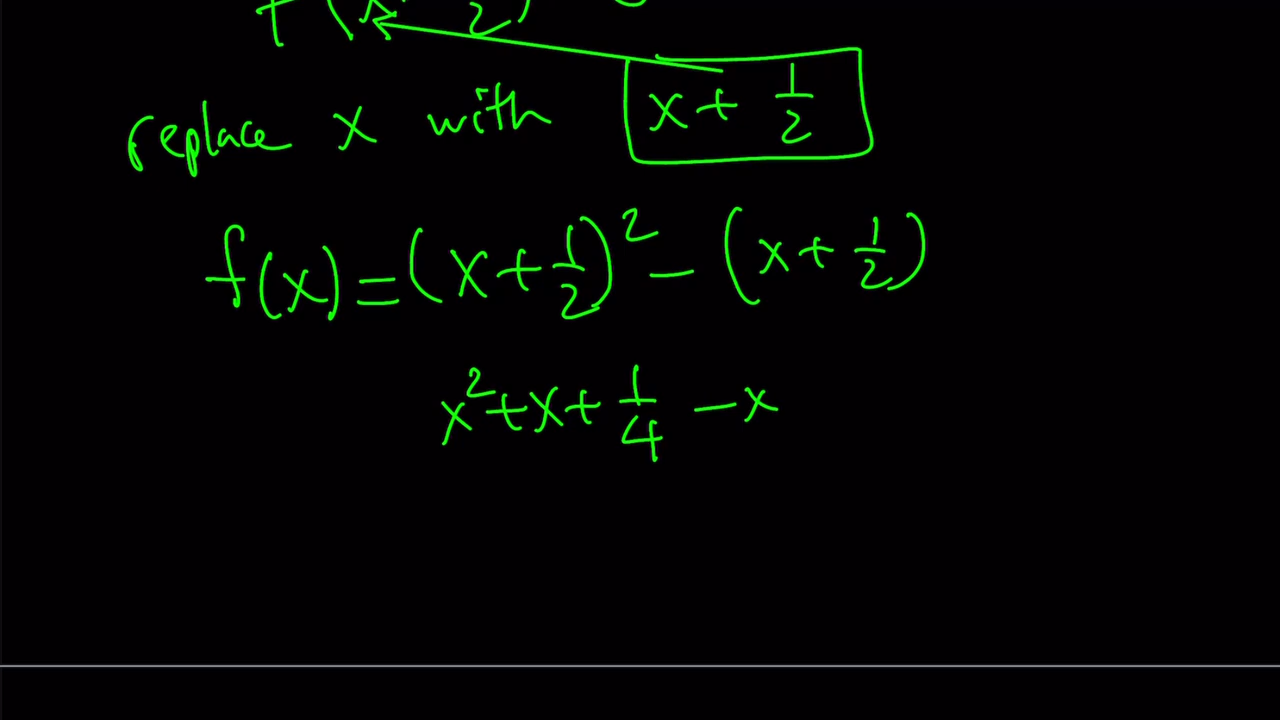 replace x with x + 1/2
f(x) = (x + 1/2)² - (x + 1/2)
x² + x + 1/4 - x